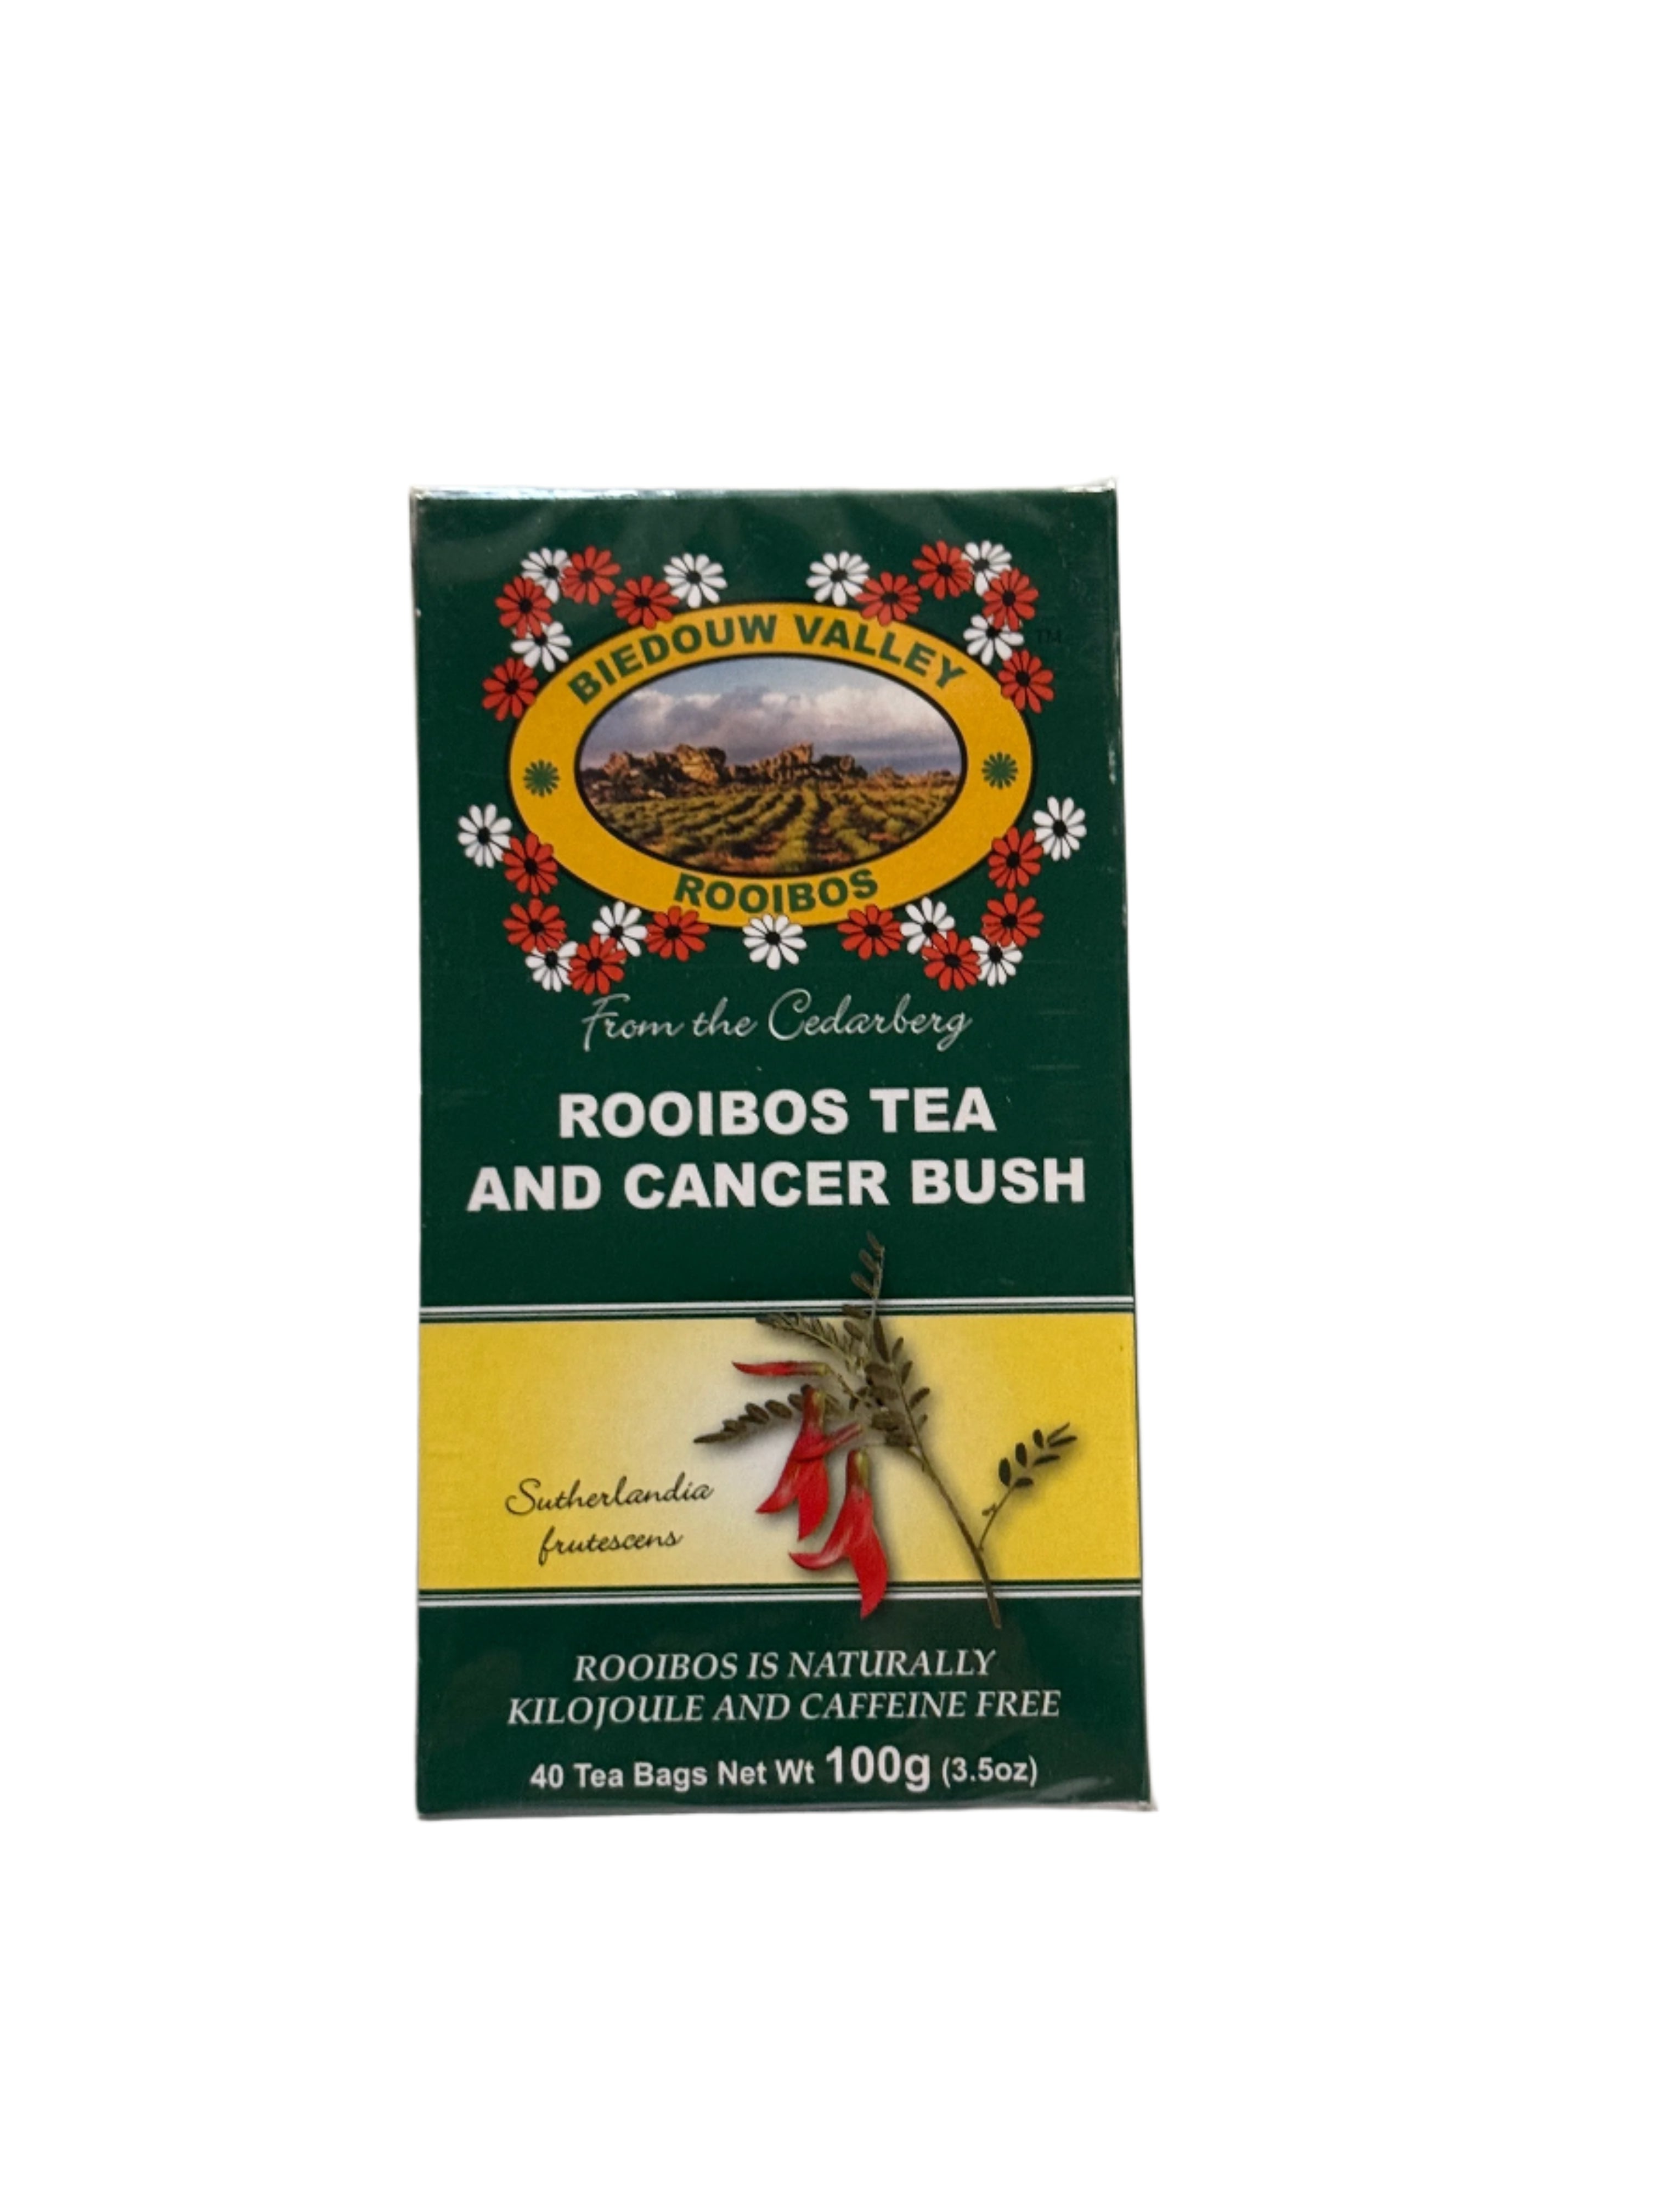 BIEDOUW VALLEY
TM
ROOIBOS
From the Cedarberg
ROOIBOS TEA
AND CANCER BUSH
Sutherlandia
frutescens
ROOIBOS IS NATURALLY
KILOJOULE AND CAFFEINE FREE
40 Tea Bags Net Wt 100g (3.5oz)